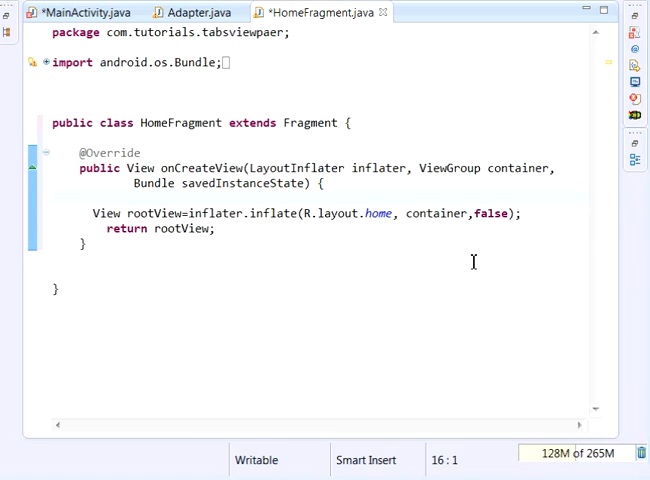 *MainActivity.java Adapter.java *HomeFragment.java
package com.tutorials.tabsviewpaer;
import android.os.Bundle;
public class HomeFragment extends Fragment {
@Override
public View onCreateView(LayoutInflater inflater, ViewGroup container,
Bundle savedInstanceState) {
View rootView=inflater.inflate(R.layout.home, container,false);
return rootView;
}
}
Writable Smart Insert 16 : 1 128M of 265M